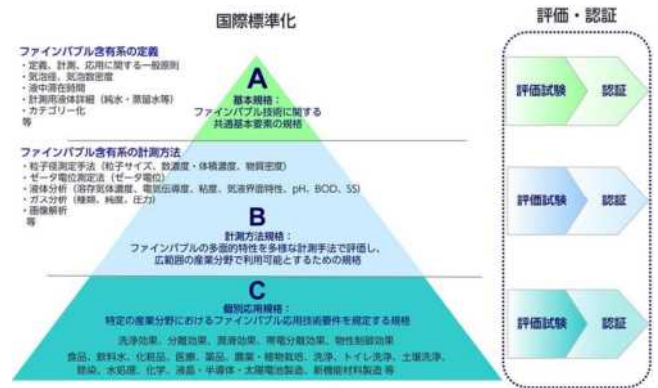 国際標準化
評価・認証
ファインバブル含有系の定義
・定義、計測、応用に関する一般原則
・気泡径、気泡数密度
・液中滞在時間
・計測用液体詳細(純水・蒸留水等)
・カテゴリー化
等
A
基本規格:
ファインバブル技術に関する
共通基本要素の規格
評価試験
認証
ファインバブル含有系の計測方法
・粒子径測定手法(粒子サイズ、数濃度・体積濃度、物質密度)
・ゼータ電位測定法(ゼータ電位)
・液体分析(溶存気体濃度、電気伝導度、粘度、気液界面特性、pH、BOD、SS)
・ガス分析(種類、純度、圧力)
・画像解析
等
B
計測方法規格:
ファインバブルの多面的特性を多様な計測手法で評価し、
広範囲の産業分野で利用可能とするための規格
評価試験
認証
C
個別応用規格:
特定の産業分野におけるファインバブル応用技術要件を規定する規格
洗浄効果、分離効果、潤滑効果、帯電分離効果、物性制御効果
食品、飲料水、化粧品、医療、薬品、農業・植物栽培、洗浄、トイレ洗浄、土壌洗浄、
除染、水処理、化学、液晶・半導体・太陽電池製造、新機能材料製造 等
評価試験
認証